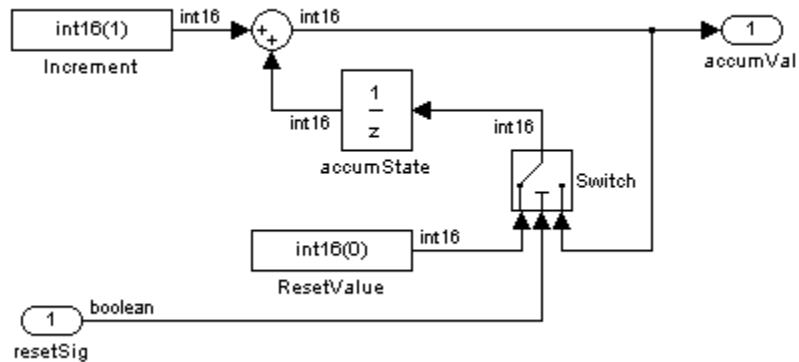 int16(1)
int16
Increment
+
+
int16
1
accumVal
int16
1
z
accumState
int16
Switch
int16(0)
int16
ResetValue
1
boolean
resetSig